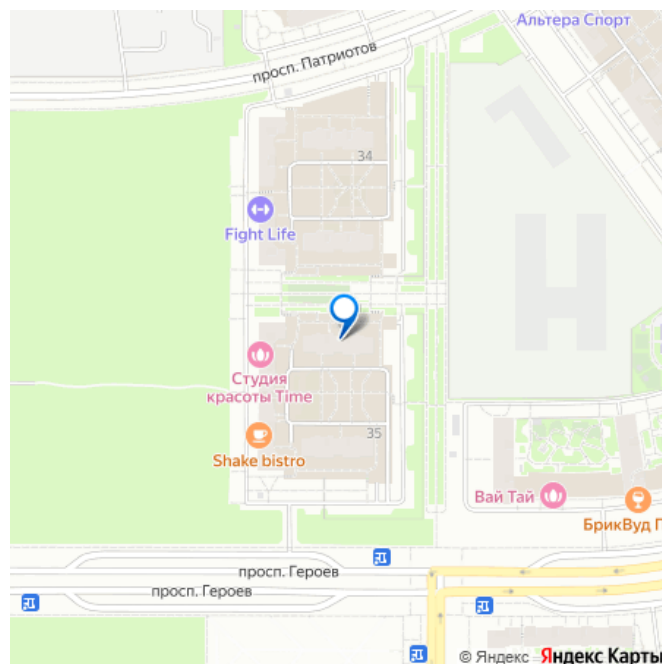 Альтера Спорт
просп. Патриотов
34
Fight Life
Студия
красоты Time
35
Shake bistro
Вай Тай
БрикВуд Г
просп. Героев
просп. Героев
© Яндекс Яндекс Карты